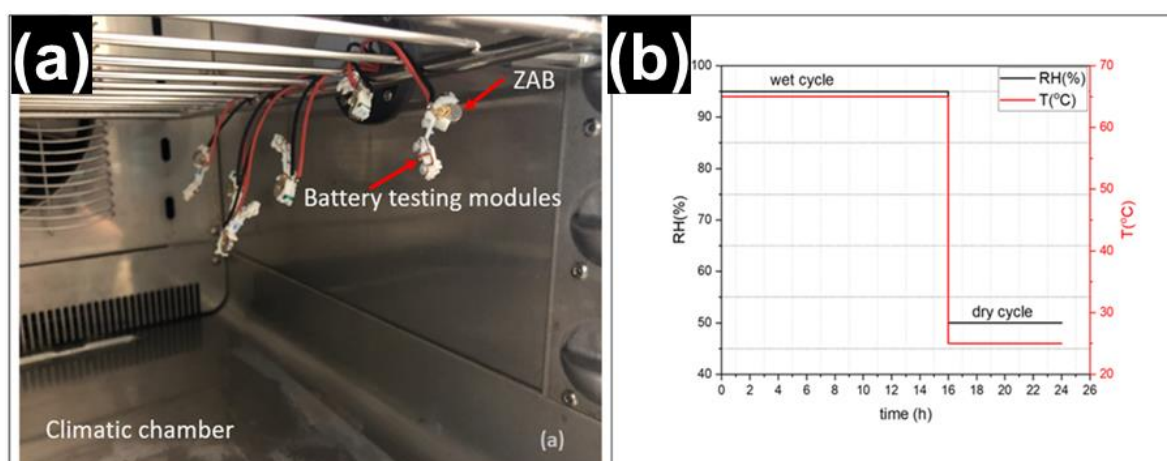 (a)
ZAB
Battery testing modules
Climatic chamber
(a)
(b)
100
90
80
70
60
50
40
RH(%)
wet cycle
RH(%)
T(°C)
dry cycle
70
60
50
40
30
20
T(°C)
0 2 4 6 8 10 12 14 16 18 20 22 24 26
time (h)